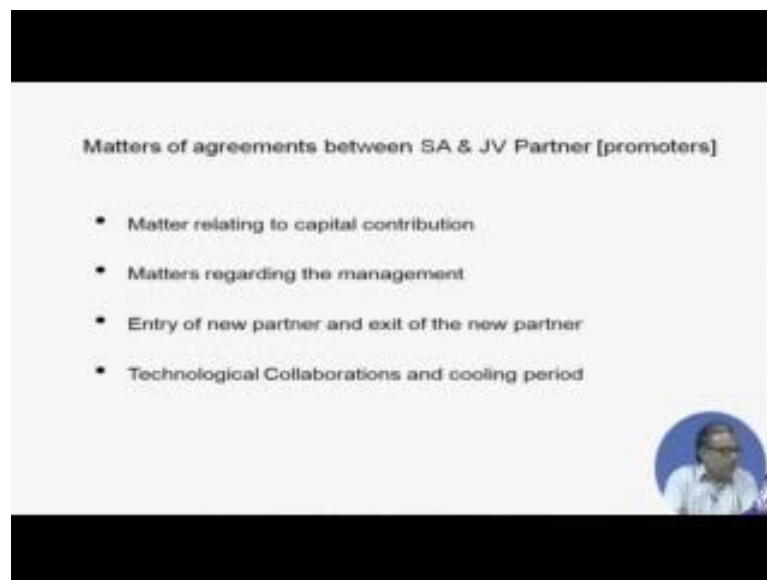 Matters of agreements between SA & JV Partner [promoters]
• Matter relating to capital contribution
• Matters regarding the management
• Entry of new partner and exit of the new partner
• Technological Collaborations and cooling period